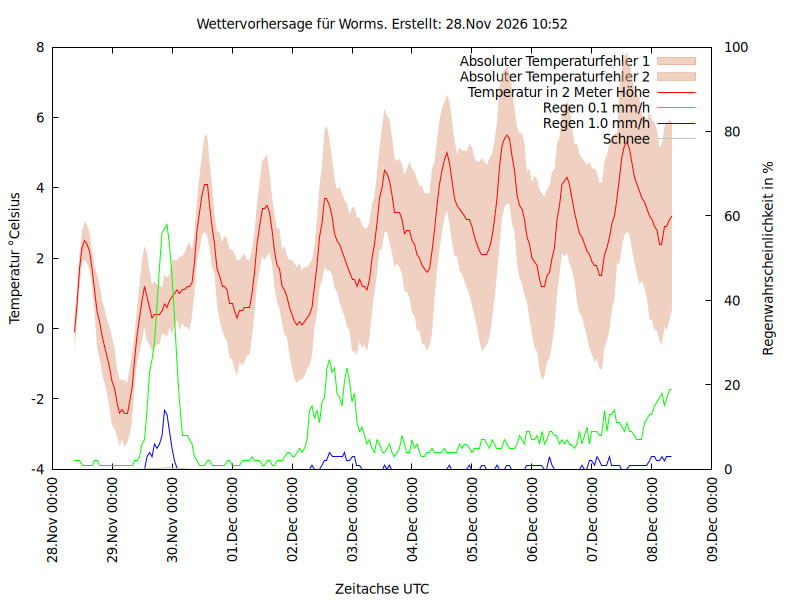 Wettervorhersage für Worms. Erstellt: 28.Nov 2026 10:52
Absoluter Temperaturfehler 1
Absoluter Temperaturfehler 2
Temperatur in 2 Meter Höhe
Regen 0.1 mm/h
Regen 1.0 mm/h
Schnee
Temperatur °Celsius
8
6
4
2
0
-2
-4
100
80
60
40
20
0
Regenwahrscheinlichkeit in %
28.Nov 00:00
29.Nov 00:00
30.Nov 00:00
01.Dec 00:00
02.Dec 00:00
03.Dec 00:00
04.Dec 00:00
05.Dec 00:00
06.Dec 00:00
07.Dec 00:00
08.Dec 00:00
09.Dec 00:00
Zeitachse UTC